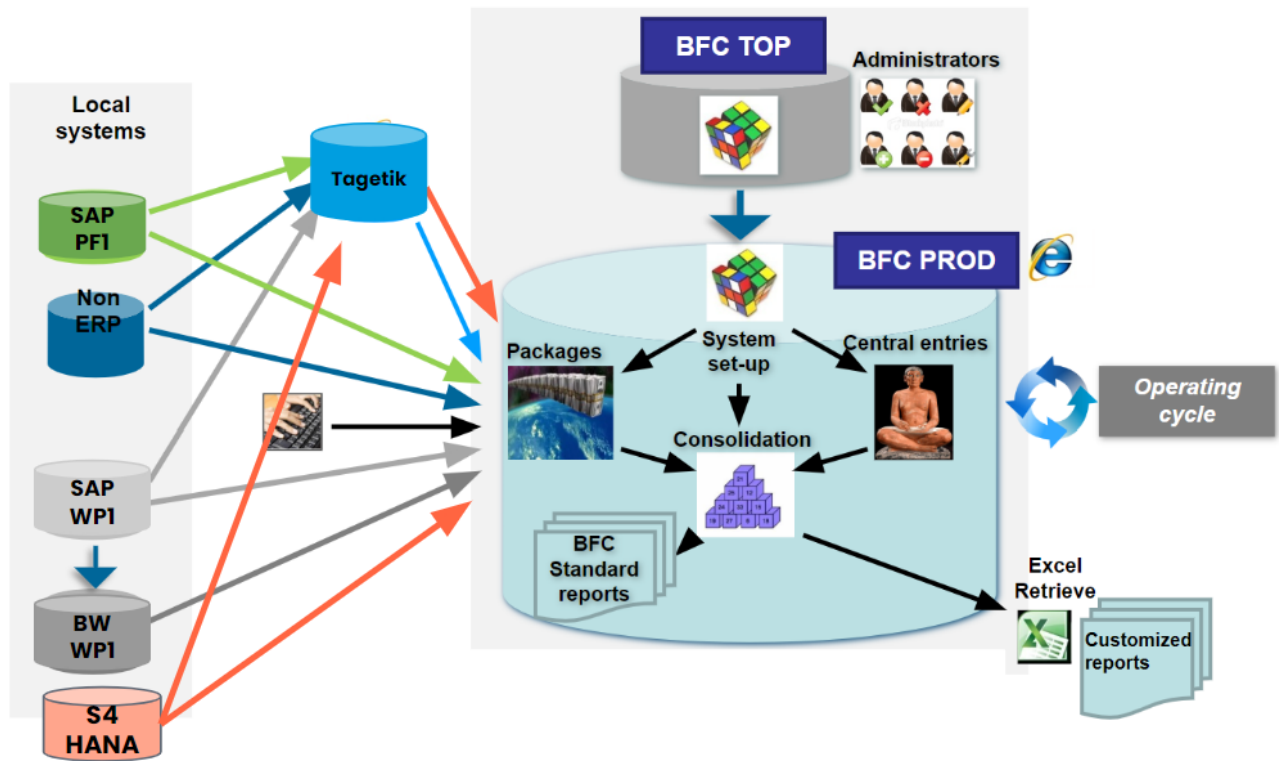 BFC TOP
Administrators
Local
systems
Tagetik
SAP
PF1
BFC PROD
Non
ERP
System
set-up
Packages
Central entries
Operating
cycle
Consolidation
SAP
WP1
BFC
Standard
reports
BW
WP1
Excel
Retrieve
Customized
reports
S4
HANA